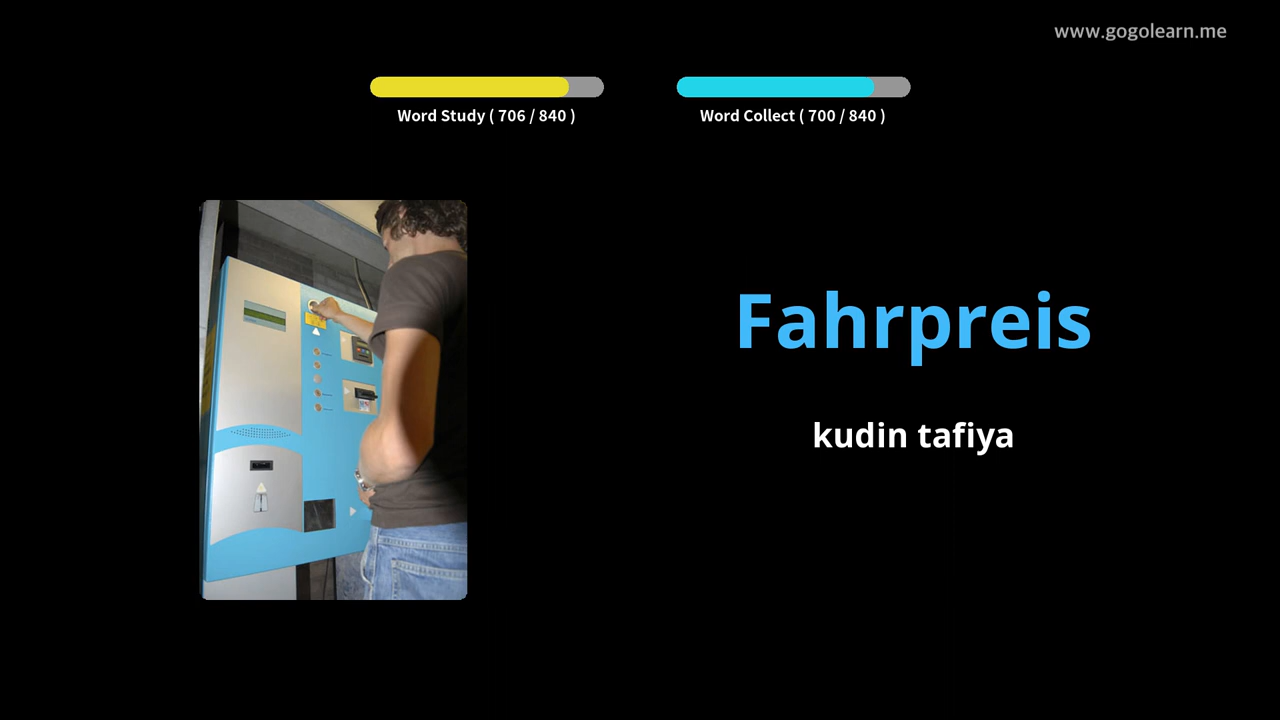 www.gogolearn.me
Word Study ( 706 / 840 )
Word Collect ( 700 / 840 )
Fahrpreis
kudin tafiya